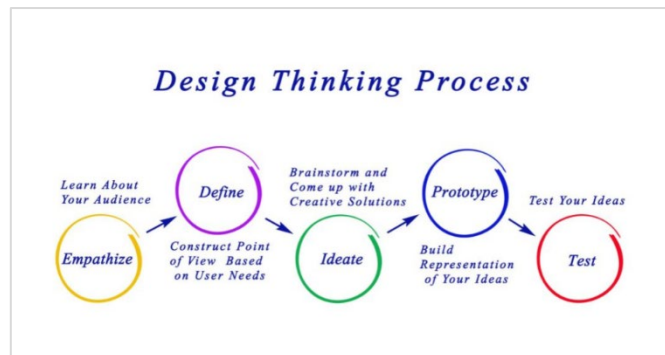 Design Thinking Process
Learn About
Your Audience
Empathize
Define
Construct Point
of View Based
on User Needs
Brainstorm and
Come up with
Creative Solutions
Ideate
Prototype
Build
Representation
of Your Ideas
Test Your Ideas
Test